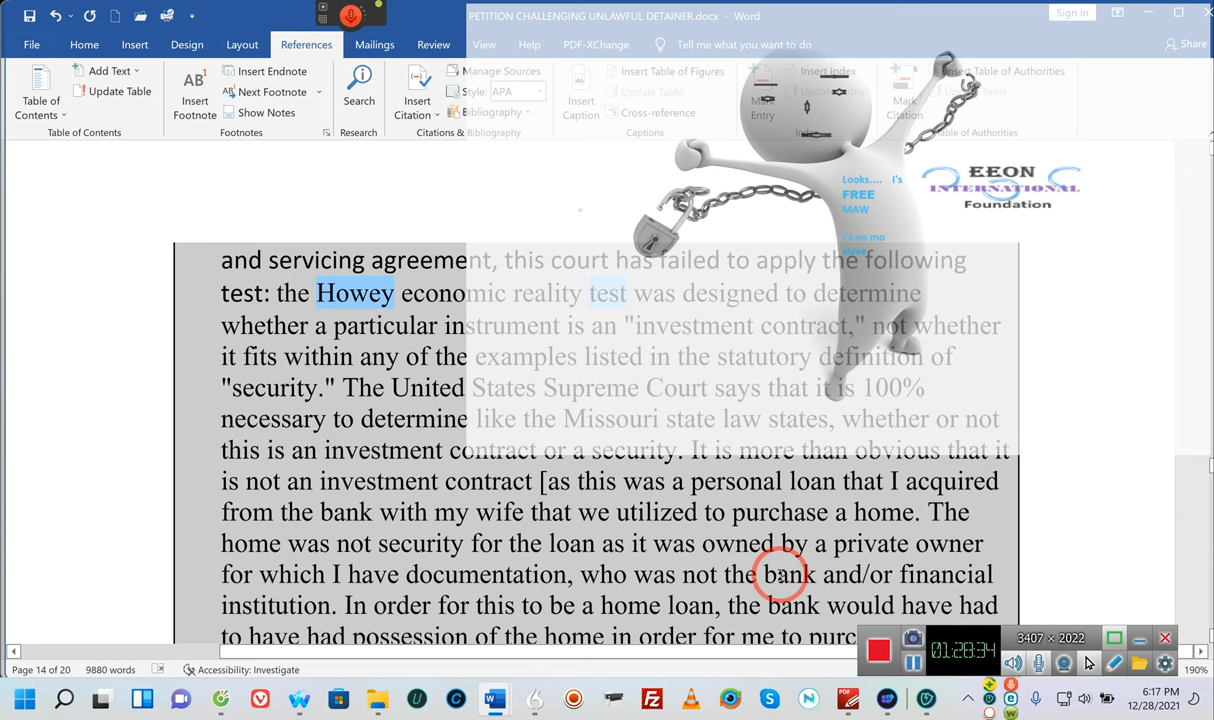 PETITION CHALLENGING UNLAWFUL DETAINER.docx - Word
Sign in
File Home Insert Design Layout References Mailings Review View Help PDF-XChange Tell me what you want to do
Share
Table of Contents
Add Text
Update Table
Table of Contents
AB1
Insert Footnote
Insert Endnote
AB1 Next Footnote
Show Notes
Footnotes
Search
Research
Insert Citation
Manage Sources
Style: APA
Bibliography
Citations & Bibliography
Insert Caption
Insert Table of Figures
Update Table
Cross-reference
Captions
Mark Entry
Insert Index
Mark Citation
Insert Table of Authorities
Table of Authorities
Looks.... I's
FREE
MAW
I's no mo
slave
EEON
INTERNATIONAL
Foundation
and servicing agreement, this court has failed to apply the following
test: the Howey economic reality test was designed to determine
whether a particular instrument is an "investment contract," not whether
it fits within any of the examples listed in the statutory definition of
"security." The United States Supreme Court says that it is 100%
necessary to determine like the Missouri state law states, whether or not
this is an investment contract or a security. It is more than obvious that it
is not an investment contract [as this was a personal loan that I acquired
from the bank with my wife that we utilized to purchase a home. The
home was not security for the loan as it was owned by a private owner
for which I have documentation, who was not the bank and/or financial
institution. In order for this to be a home loan, the bank would have had
to have had possession of the home in order for me to purc
01:28:34
3407 × 2022
Page 14 of 20 9880 words Accessibility: Investigate
190%
6:17 PM
12/28/2021